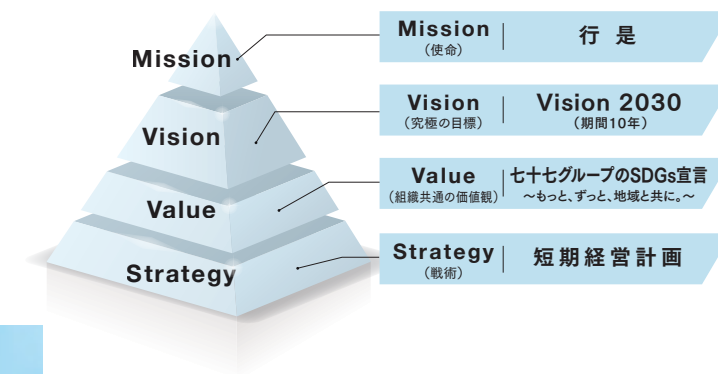 Mission
Mission
（使命）
行是
Vision
Vision
（究極の目標）
Vision 2030
（期間10年）
Value
Value
（組織共通の価値観）
七十七グループのSDGs宣言
～もっと、ずっと、地域と共に。～
Strategy
Strategy
（戦術）
短期経営計画